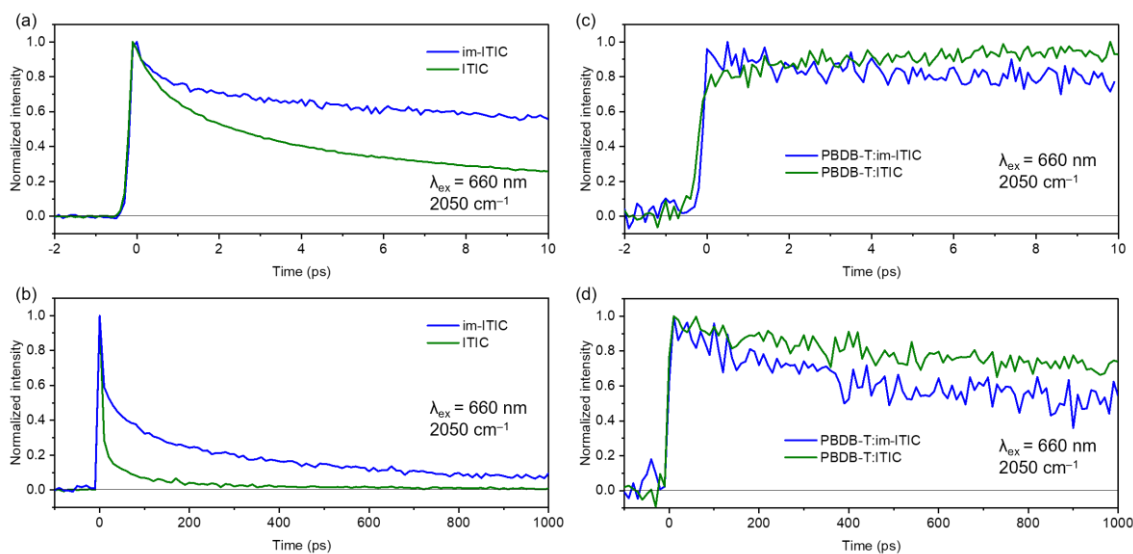 (a)
Normalized intensity
1.0
0.8
0.6
0.4
0.2
0.0
im-ITIC
ITIC
λex = 660 nm
2050 cm⁻¹
-2 0 2 4 6 8 10
Time (ps)
(c)
Normalized intensity
1.0
0.8
0.6
0.4
0.2
0.0
PBDB-T:im-ITIC
PBDB-T:ITIC
λex = 660 nm
2050 cm⁻¹
-2 0 2 4 6 8 10
Time (ps)
(b)
Normalized intensity
1.0
0.8
0.6
0.4
0.2
0.0
im-ITIC
ITIC
λex = 660 nm
2050 cm⁻¹
0 200 400 600 800 1000
Time (ps)
(d)
Normalized intensity
1.0
0.8
0.6
0.4
0.2
0.0
PBDB-T:im-ITIC
PBDB-T:ITIC
λex = 660 nm
2050 cm⁻¹
0 200 400 600 800 1000
Time (ps)